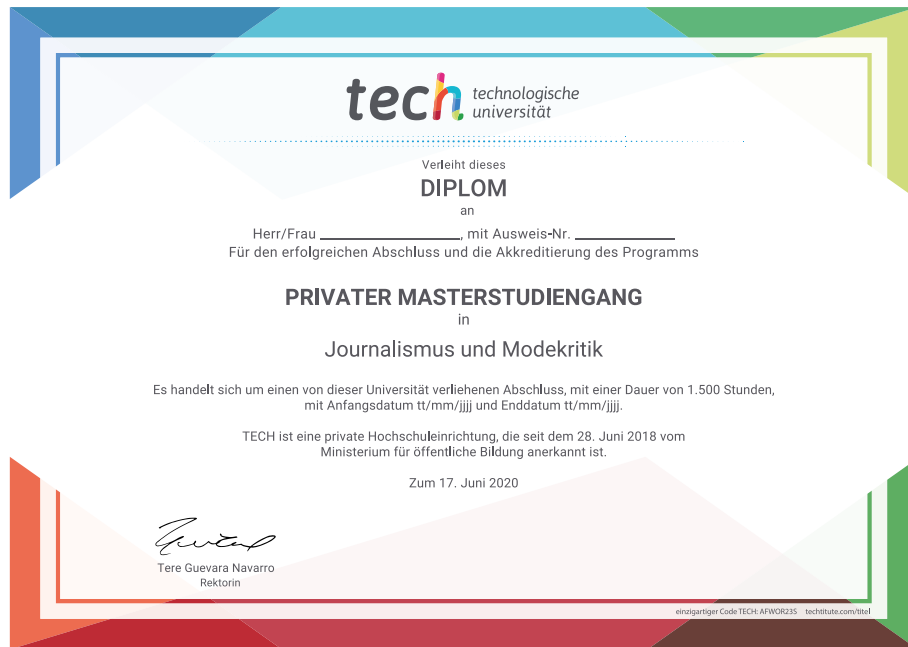 tech technologische
universität
Verleiht dieses
DIPLOM
an
Herr/Frau ____________________, mit Ausweis-Nr. ______________
Für den erfolgreichen Abschluss und die Akkreditierung des Programms
PRIVATER MASTERSTUDIENGANG
in
Journalismus und Modekritik
Es handelt sich um einen von dieser Universität verliehenen Abschluss, mit einer Dauer von 1.500 Stunden,
mit Anfangsdatum tt/mm/jjjj und Enddatum tt/mm/jjjj.
TECH ist eine private Hochschuleinrichtung, die seit dem 28. Juni 2018 vom
Ministerium für öffentliche Bildung anerkannt ist.
Zum 17. Juni 2020
Tere Guevara Navarro
Rektorin
einzigartiger Code TECH: AFWOR23S techtitute.com/titel